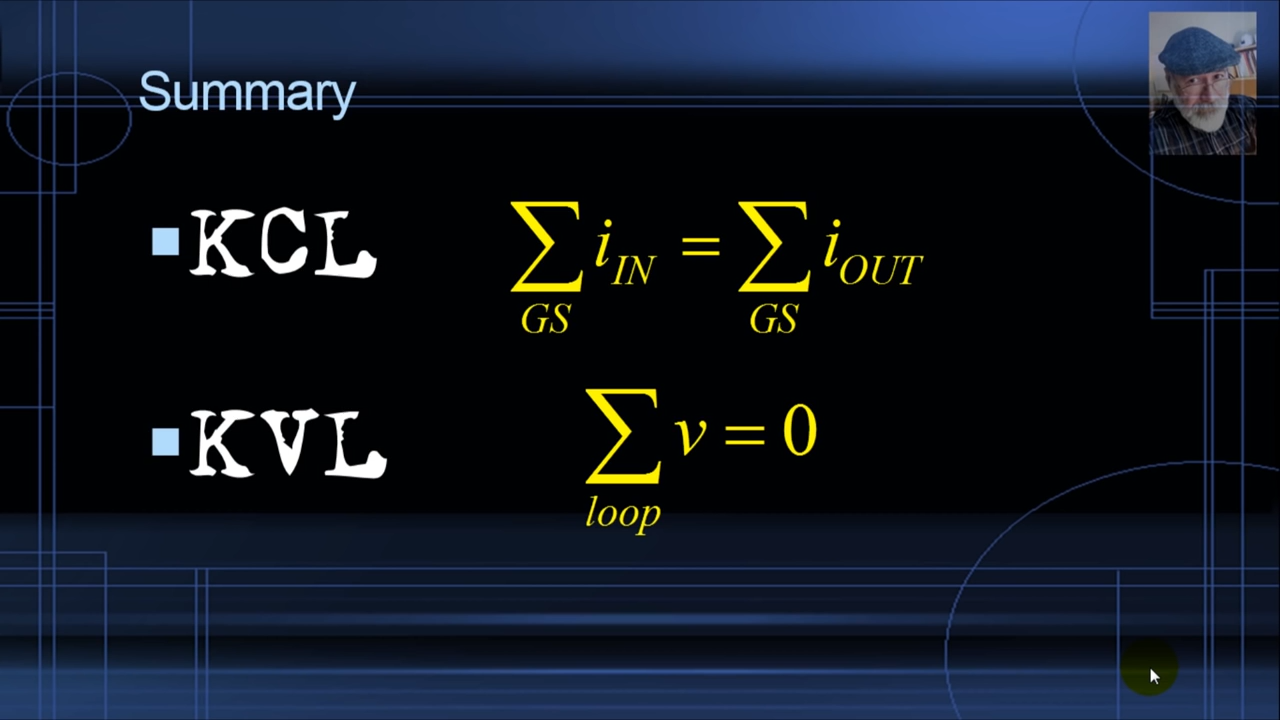 Summary
KCL ∑ i_IN = ∑ i_OUT
GS GS
KVL ∑ v = 0
loop